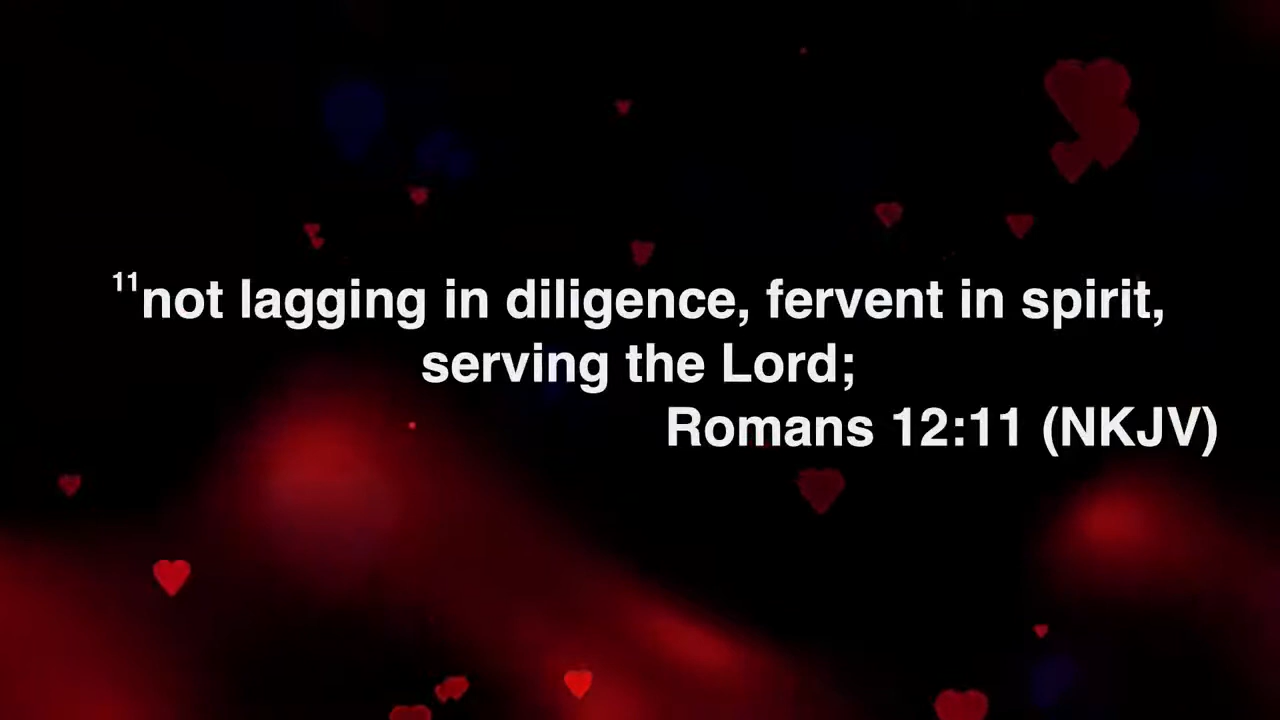 11not lagging in diligence, fervent in spirit,
serving the Lord;
Romans 12:11 (NKJV)